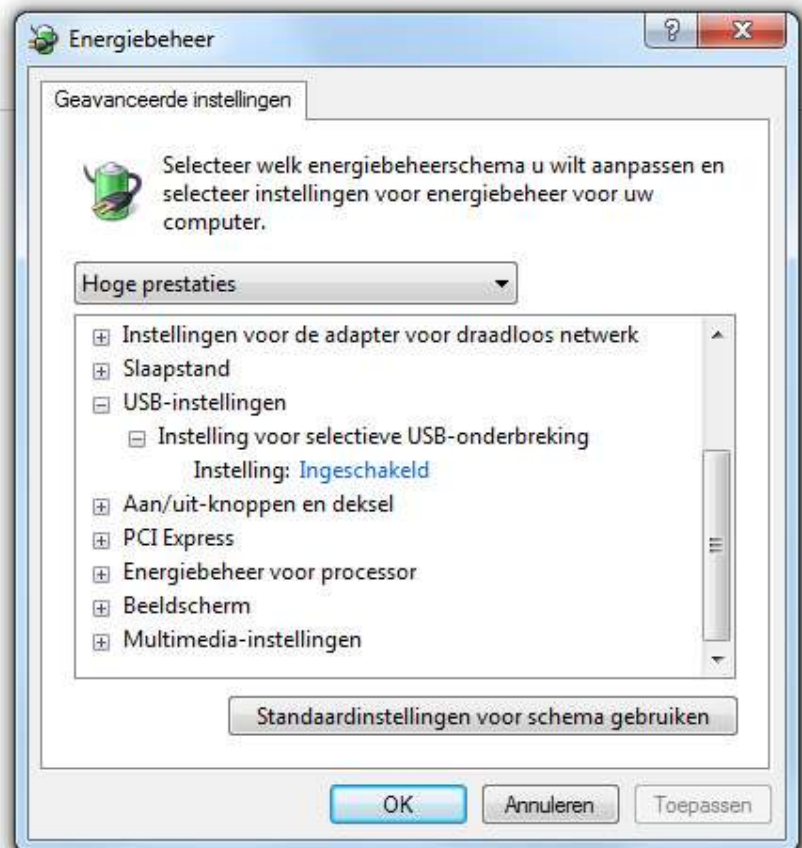 Energiebeheer
Geavanceerde instellingen
Selecteer welk energiebeheerschema u wilt aanpassen en
selecteer instellingen voor energiebeheer voor uw
computer.
Hoge prestaties
Instellingen voor de adapter voor draadloos netwerk
Slaapstand
USB-instellingen
Instelling voor selectieve USB-onderbreking
Instelling: Ingeschakeld
Aan/uit-knoppen en deksel
PCI Express
Energiebeheer voor processor
Beeldscherm
Multimedia-instellingen
Standaardinstellingen voor schema gebruiken
OK Annuleren Toepassen